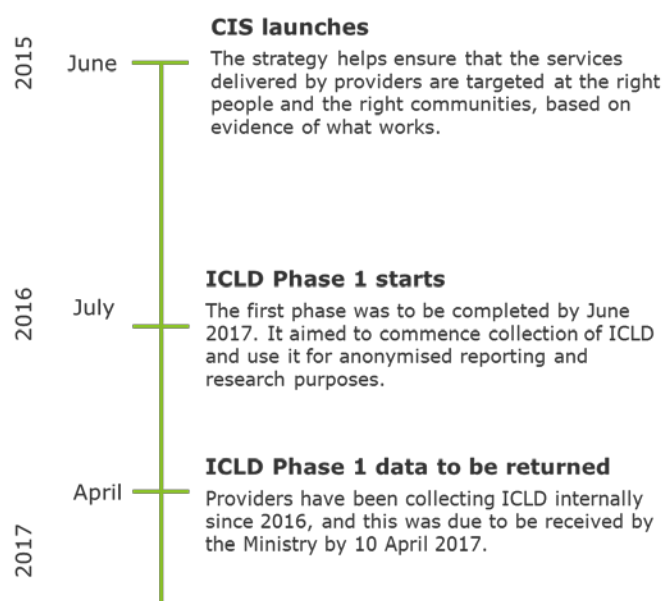 CIS launches
2015
June
The strategy helps ensure that the services
delivered by providers are targeted at the right
people and the right communities, based on
evidence of what works.
ICLD Phase 1 starts
2016
July
The first phase was to be completed by June
2017. It aimed to commence collection of ICLD
and use it for anonymised reporting and
research purposes.
ICLD Phase 1 data to be returned
April
Providers have been collecting ICLD internally
since 2016, and this was due to be received by
the Ministry by 10 April 2017.
2017